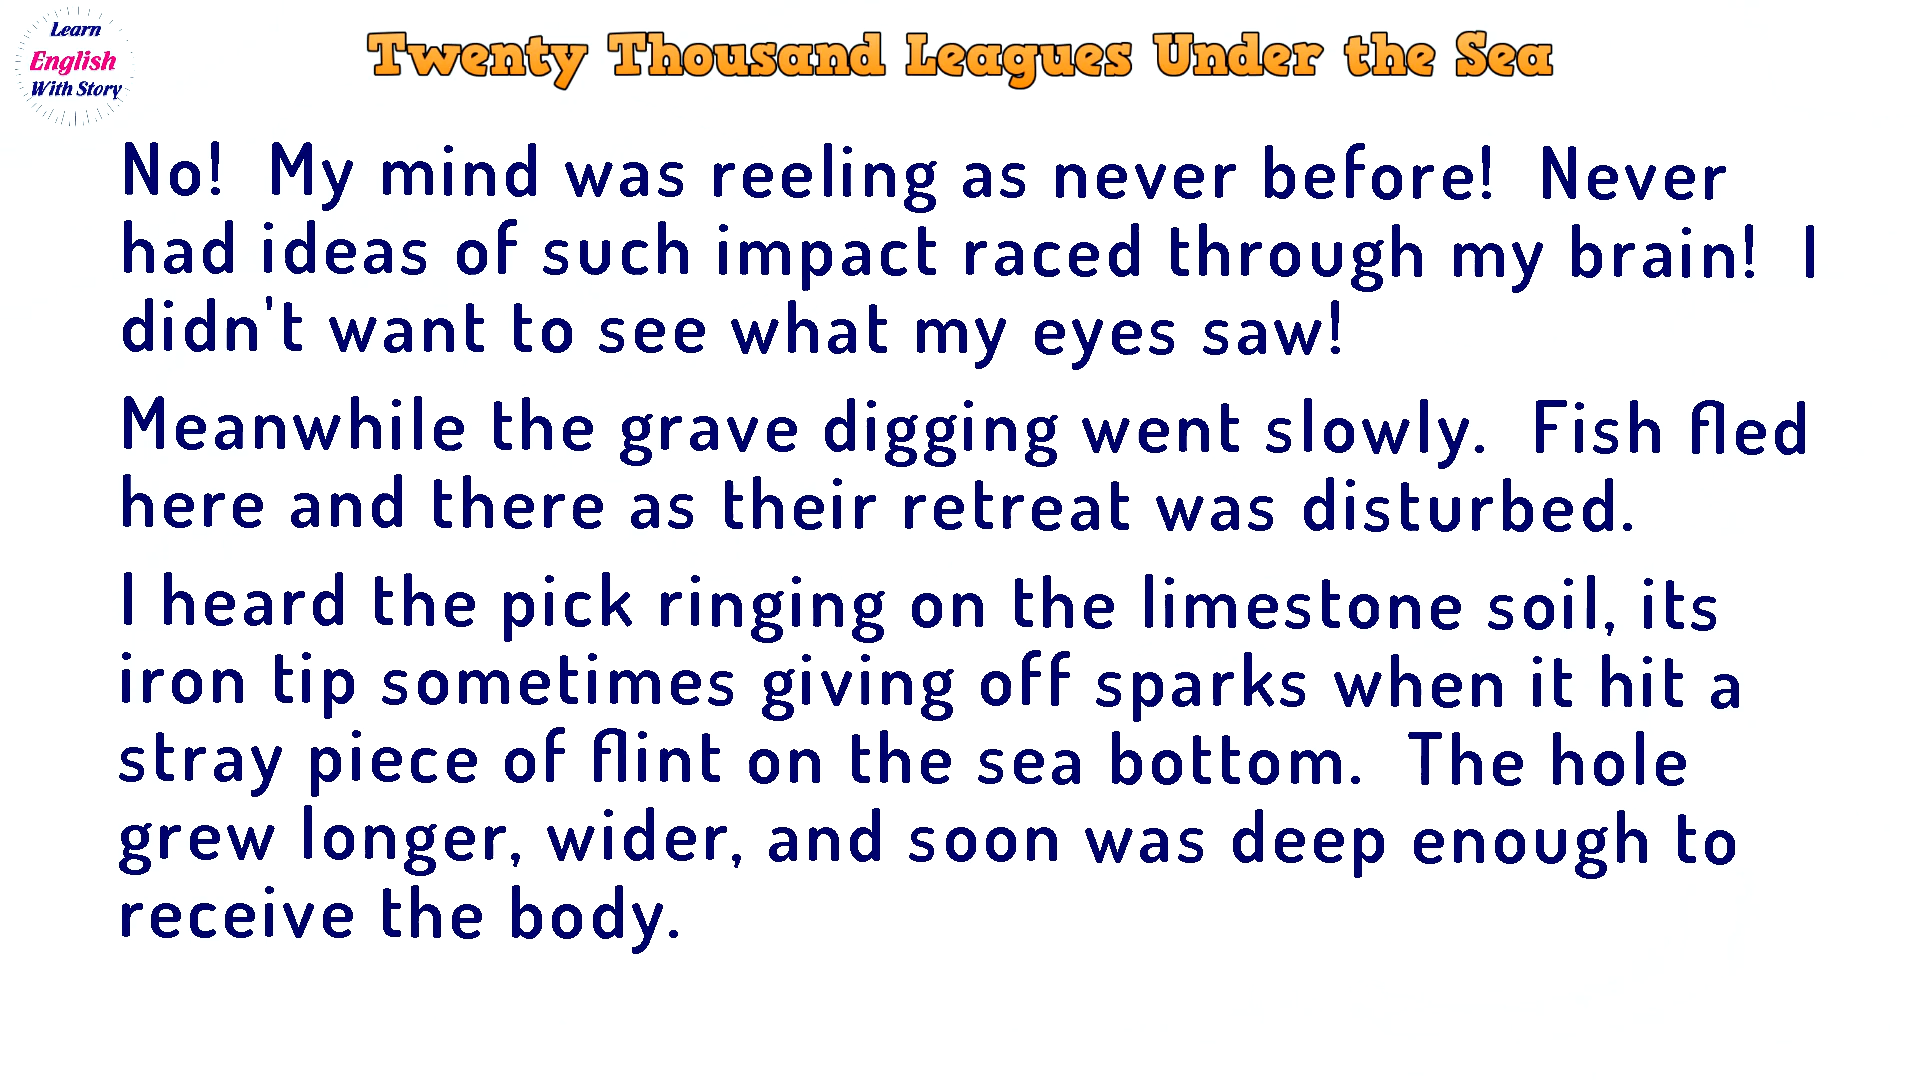 Learn
English
With Story
Twenty Thousand Leagues Under the Sea
No! My mind was reeling as never before! Never
had ideas of such impact raced through my brain! I
didn't want to see what my eyes saw!
Meanwhile the grave digging went slowly. Fish fled
here and there as their retreat was disturbed.
I heard the pick ringing on the limestone soil, its
iron tip sometimes giving off sparks when it hit a
stray piece of flint on the sea bottom. The hole
grew longer, wider, and soon was deep enough to
receive the body.